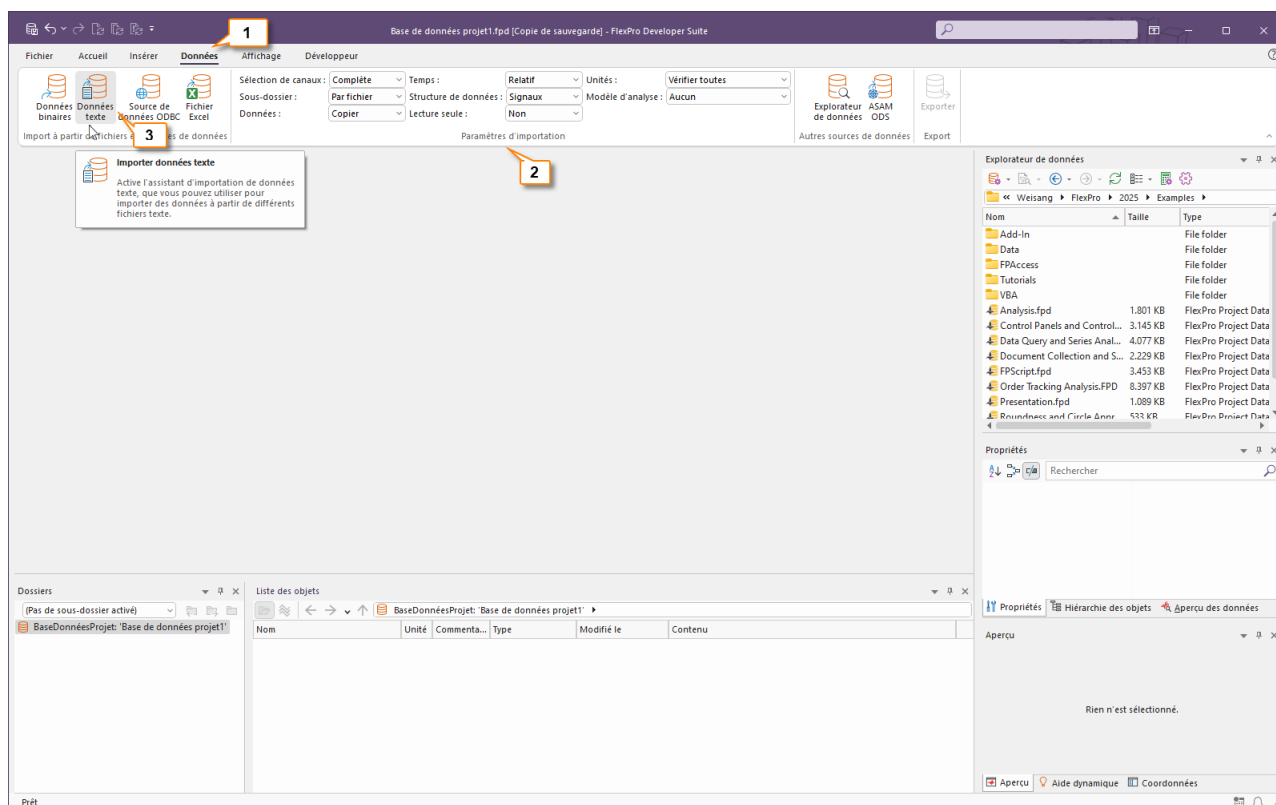 Base de données projet1.fpd [Copie de sauvegarde] - FlexPro Developer Suite
1
Fichier Accueil Insérer Données Affichage Développeur
Données binaires
Données texte
Source de données ODBC
Fichier Excel
Sélection de canaux : Complète
Sous-dossier : Par fichier
Données : Copier
Temps : Relatif
Structure de données : Signaux
Lecture seule : Non
Unités : Vérifier toutes
Modèle d'analyse : Aucun
Explorateur de données
ASAM ODS
Exporter
3
Import à partir de fichiers de données
Paramètres d'importation
Autres sources de données
Export
2
Importer données texte
Active l'assistant d'importation de données
texte, que vous pouvez utiliser pour
importer des données à partir de différents
fichiers texte.
Explorateur de données
« Weisang FlexPro 2025 Examples
Nom Taille Type
Add-In File folder
Data File folder
FPAccess File folder
Tutorials File folder
VBA File folder
Analysis.fpd 1.801 KB FlexPro Project Data
Control Panels and Control... 3.145 KB FlexPro Project Data
Data Query and Series Anal... 4.077 KB FlexPro Project Data
Document Collection and S... 2.229 KB FlexPro Project Data
FPScript.fpd 3.453 KB FlexPro Project Data
Order Tracking Analysis.FPD 8.397 KB FlexPro Project Data
Presentation.fpd 1.089 KB FlexPro Project Data
Roundness and Circle Appr... 533 KB FlexPro Project Data
Propriétés
Rechercher
Propriétés Hiérarchie des objets Aperçu des données
Aperçu
Rien n'est sélectionné.
Aperçu Aide dynamique Coordonnées
Dossiers
(Pas de sous-dossier activé)
BaseDonnéesProjet: 'Base de données projet1'
Liste des objets
BaseDonnéesProjet: 'Base de données projet1'
Nom Unité Commenta... Type Modifié le Contenu
Prêt